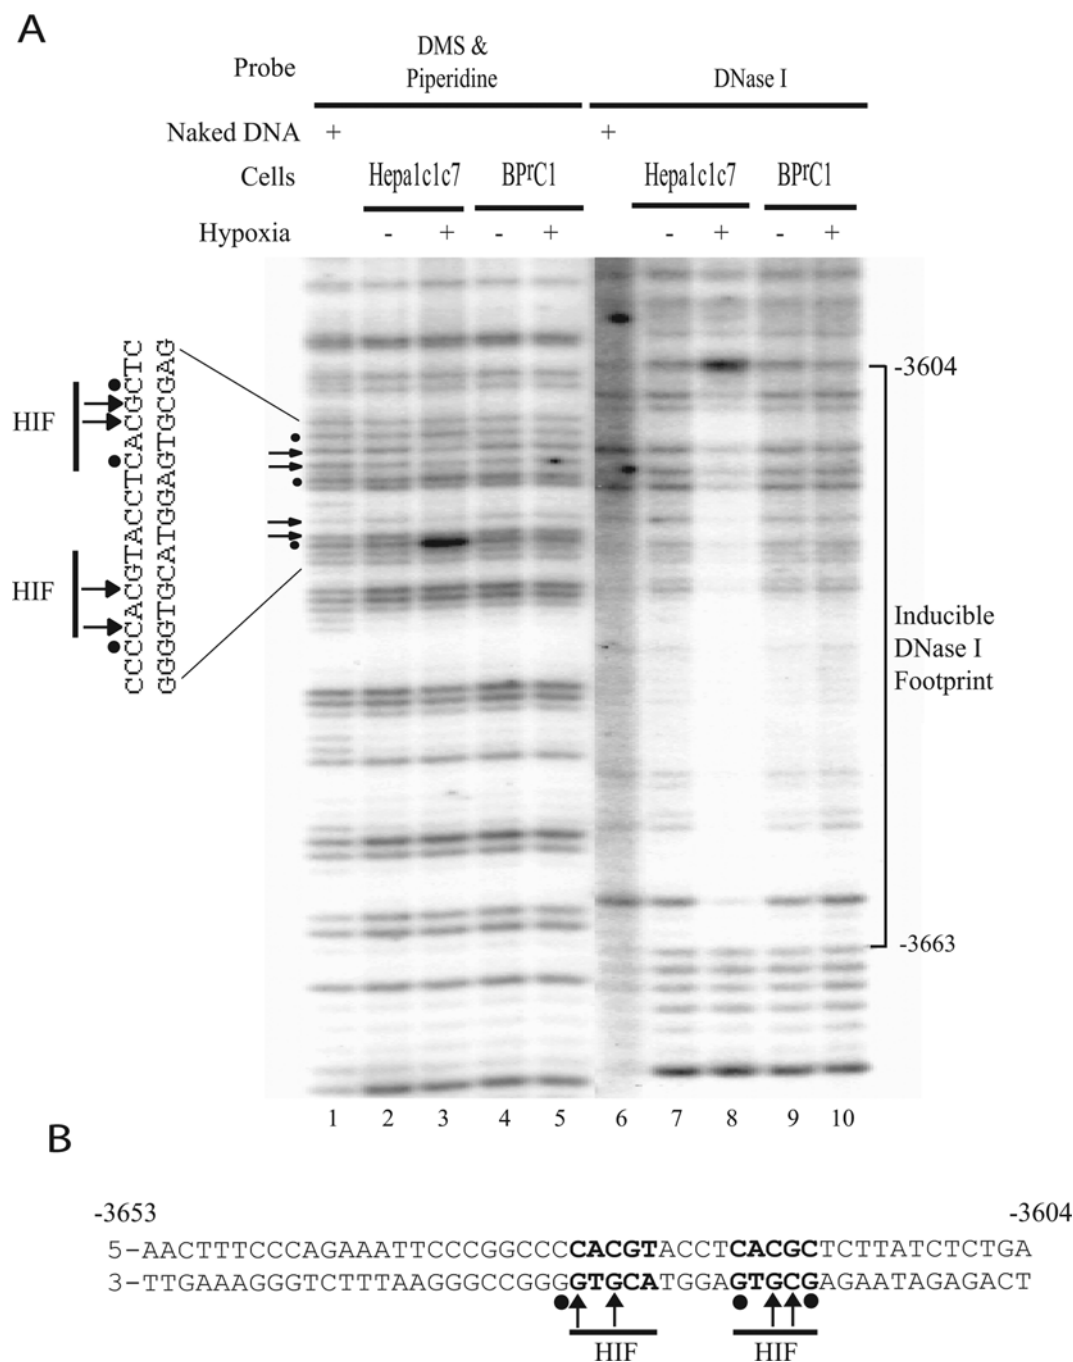 A
Probe
DMS &
Piperidine
DNase I
Naked DNA + +
Cells Hepa1c1c7 BPrC1 Hepa1c1c7 BPrC1
Hypoxia - + - + - + - +
HIF
HIF
CCCCACGTACCTCACGCTC
GGGGTGCATGGAGTGCGAG
-3604
Inducible
DNase I
Footprint
-3663
1 2 3 4 5 6 7 8 9 10
B
-3653 -3604
5-AACTTTCCCAGAAATTCCCGGCCCCACGTACCTCACGCTCTTATCTCTGA
3-TTGAAAGGGTCTTTAAGGGCCGGGGTGCATGGAGTGCGAGAATAGAGACT
HIF HIF